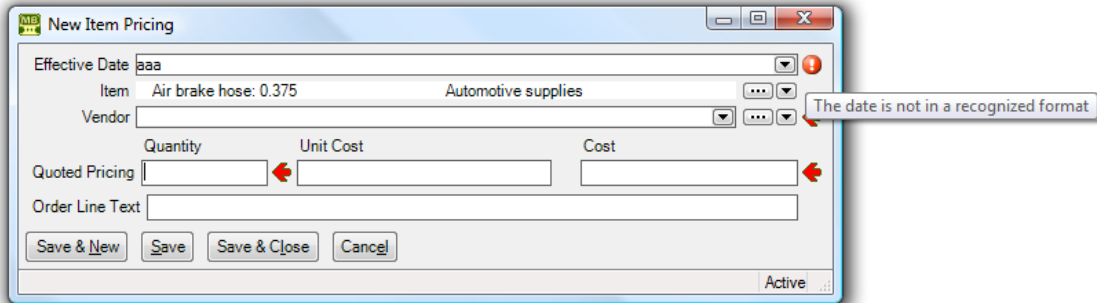 MB
New Item Pricing
Effective Date aaa
Item Air brake hose: 0.375 Automotive supplies
The date is not in a recognized format
Vendor
Quantity Unit Cost Cost
Quoted Pricing
Order Line Text
Save & New Save Save & Close Cancel
Active